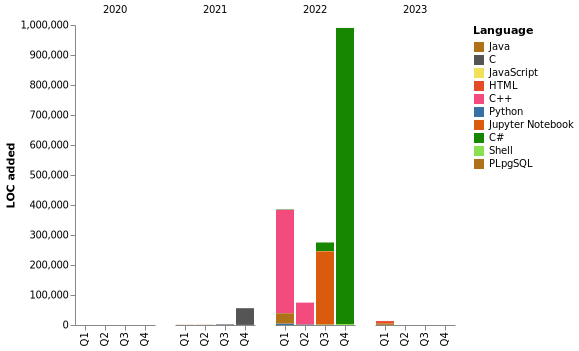 2020 2021 2022 2023
1,000,000
900,000
800,000
700,000
600,000
500,000
400,000
300,000
200,000
100,000
0
LOC added
Q1 Q2 Q3 Q4 Q1 Q2 Q3 Q4 Q1 Q2 Q3 Q4 Q1 Q2 Q3 Q4
Language
Java
C
JavaScript
HTML
C++
Python
Jupyter Notebook
C#
Shell
PLpgSQL